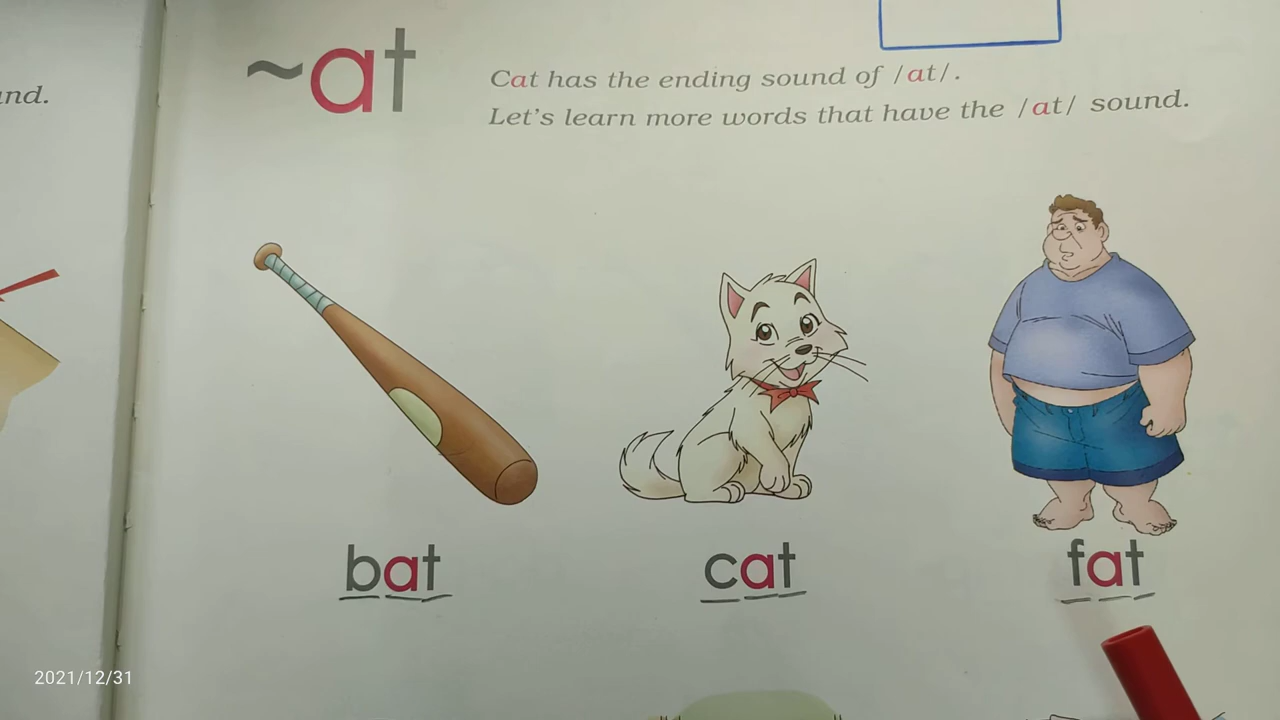 und.
~at
Cat has the ending sound of /at/.
Let's learn more words that have the /at/ sound.
bat
cat
fat
2021/12/31